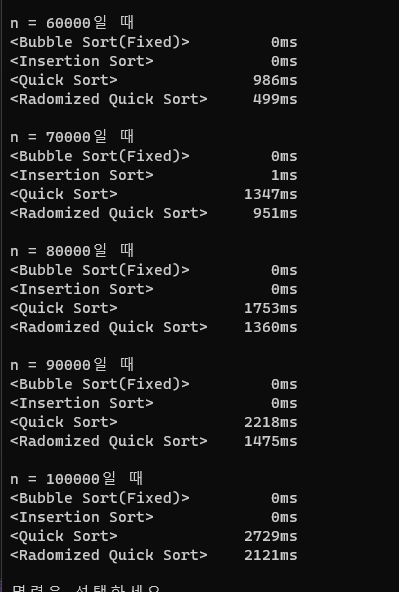 n = 60000일 때
<Bubble Sort(Fixed)> 0ms
<Insertion Sort> 0ms
<Quick Sort> 986ms
<Radomized Quick Sort> 499ms
n = 70000일 때
<Bubble Sort(Fixed)> 0ms
<Insertion Sort> 1ms
<Quick Sort> 1347ms
<Radomized Quick Sort> 951ms
n = 80000일 때
<Bubble Sort(Fixed)> 0ms
<Insertion Sort> 0ms
<Quick Sort> 1753ms
<Radomized Quick Sort> 1360ms
n = 90000일 때
<Bubble Sort(Fixed)> 0ms
<Insertion Sort> 0ms
<Quick Sort> 2218ms
<Radomized Quick Sort> 1475ms
n = 100000일 때
<Bubble Sort(Fixed)> 0ms
<Insertion Sort> 0ms
<Quick Sort> 2729ms
<Radomized Quick Sort> 2121ms